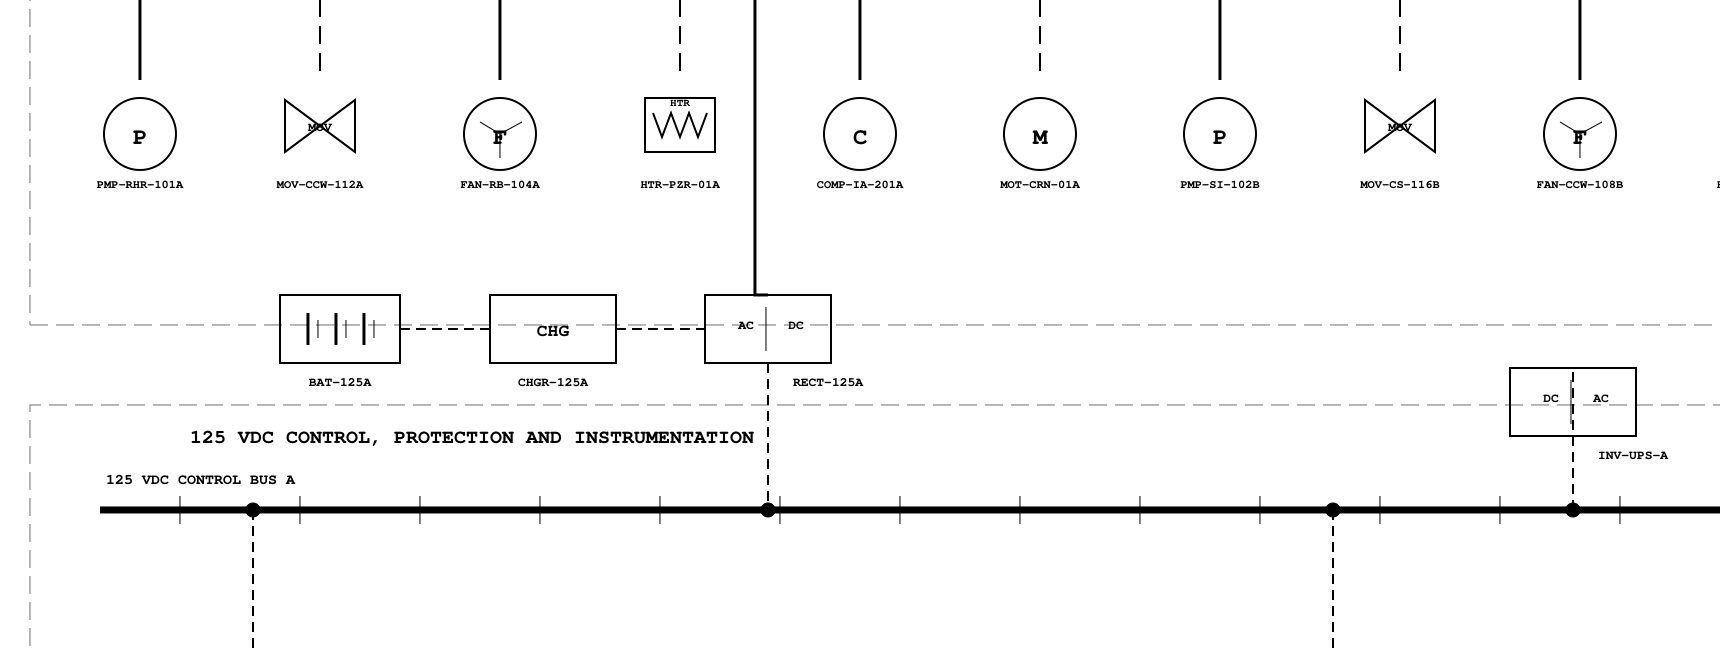 HTR
P
MOV
F
C
M
P
MOV
F
PMP-RHR-101A
MOV-CCW-112A
FAN-RB-104A
HTR-PZR-01A
COMP-IA-201A
MOT-CRN-01A
PMP-SI-102B
MOV-CS-116B
FAN-CCW-108B
CHG
AC
DC
BAT-125A
CHGR-125A
RECT-125A
DC
AC
125 VDC CONTROL, PROTECTION AND INSTRUMENTATION
INV-UPS-A
125 VDC CONTROL BUS A